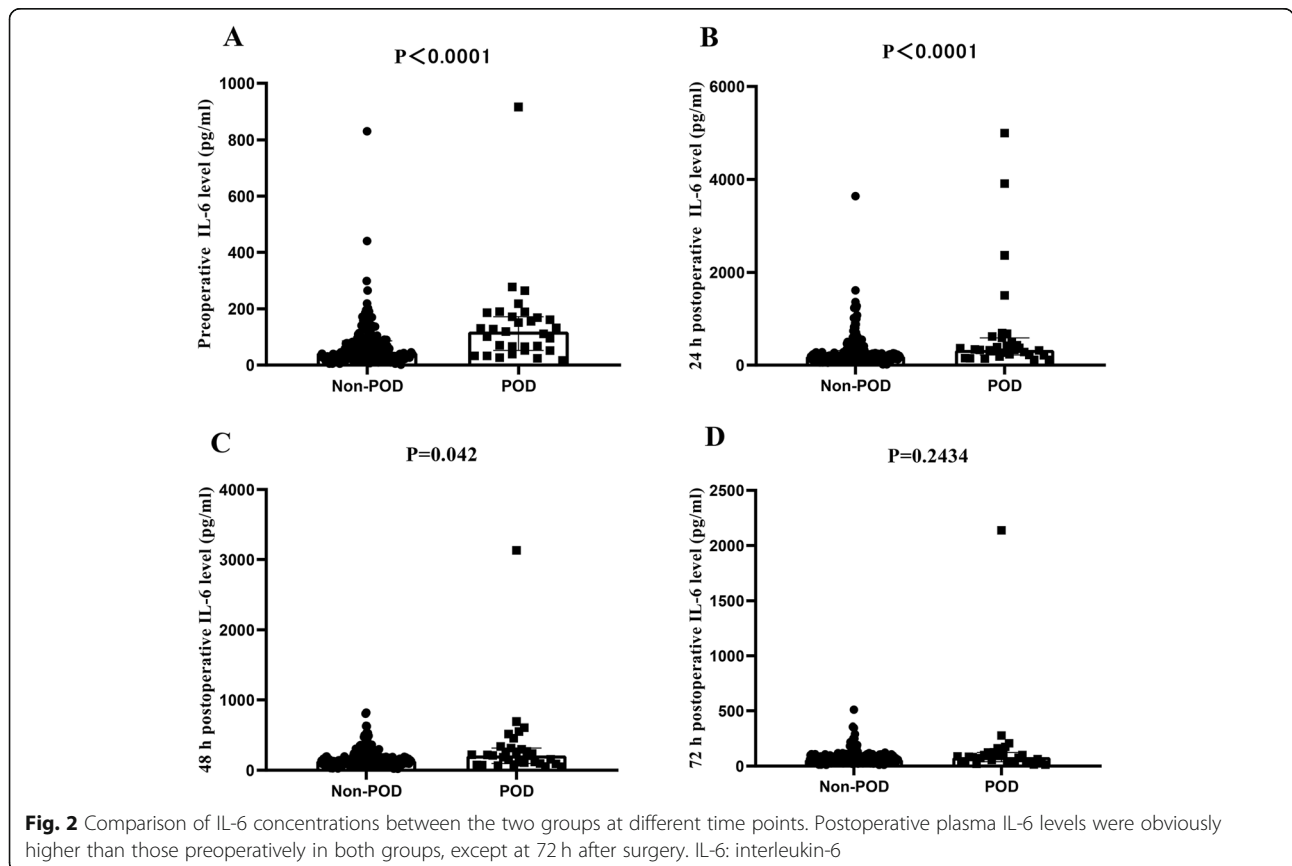 A
P<0.0001
Preoperative IL-6 level (pg/ml)
1000
800
600
400
200
0
Non-POD
POD
B
P<0.0001
24 h postoperative IL-6 level (pg/ml)
6000
4000
2000
0
Non-POD
POD
C
P=0.042
48 h postoperative IL-6 level (pg/ml)
4000
3000
2000
1000
0
Non-POD
POD
D
P=0.2434
72 h postoperative IL-6 level (pg/ml)
2500
2000
1500
1000
500
0
Non-POD
POD
Fig. 2 Comparison of IL-6 concentrations between the two groups at different time points. Postoperative plasma IL-6 levels were obviously
higher than those preoperatively in both groups, except at 72 h after surgery. IL-6: interleukin-6